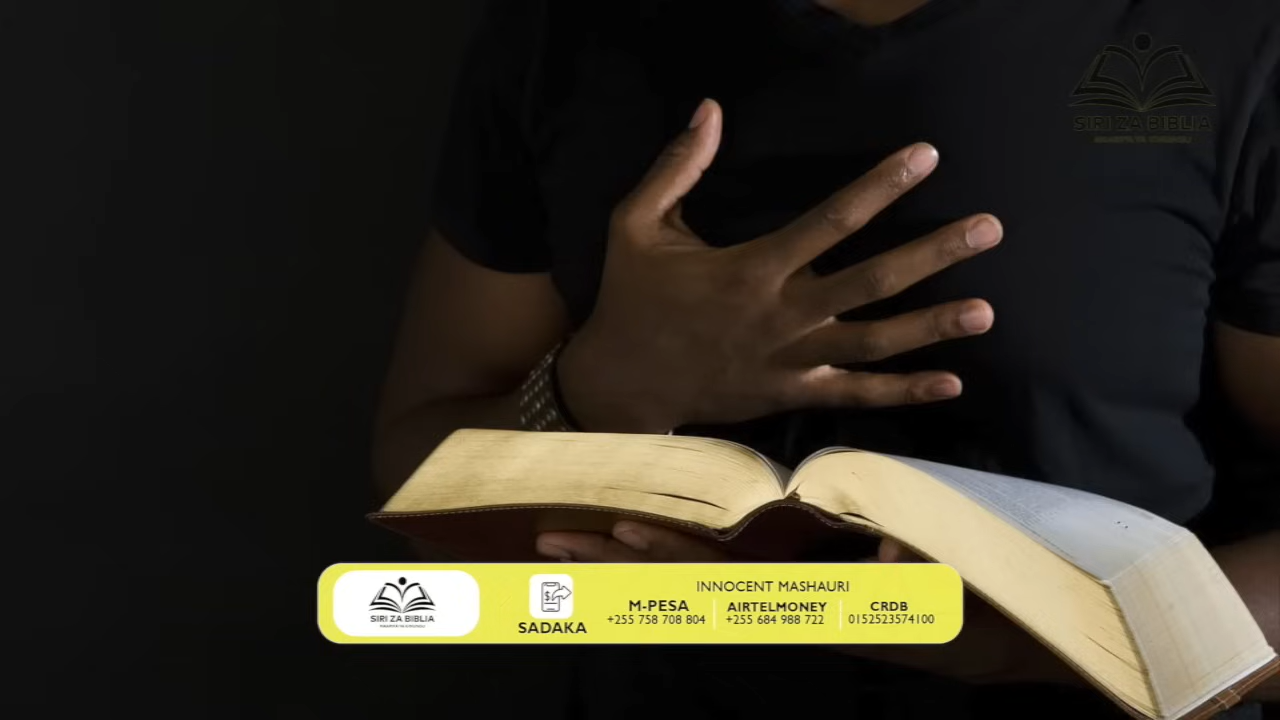 SIRI ZA BIBLIA
SIRI ZA BIBLIA
SADAKA
INNOCENT MASHAURI
M-PESA
+255 758 708 804
AIRTELMONEY
+255 684 988 722
CRDB
0152523574100